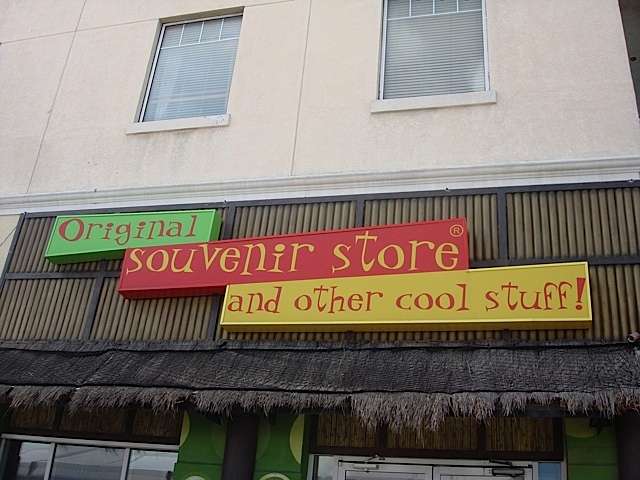 Original
souvenir store®
and other cool stuff!